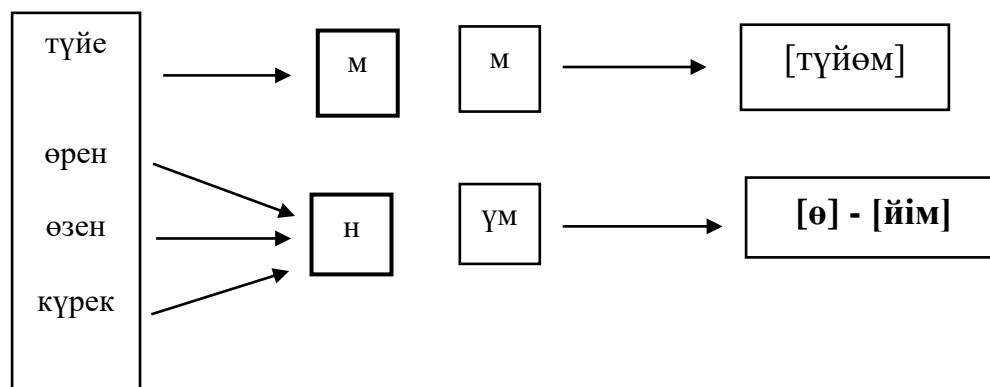 түйе
м
м
[түйөм]
өрен
өзен
н
үм
[ө] - [йім]
күрек